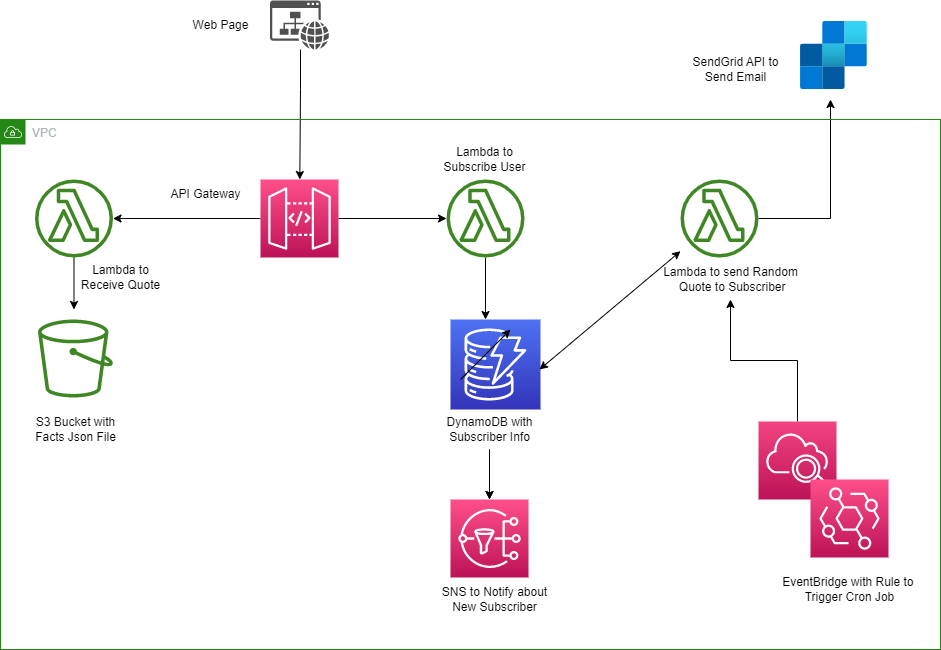 Web Page
SendGrid API to
Send Email
VPC
Lambda to
Subscribe User
API Gateway
</>
Lambda to
Receive Quote
Lambda to send Random
Quote to Subscriber
S3 Bucket with
Facts Json File
DynamoDB with
Subscriber Info
EventBridge with Rule to
Trigger Cron Job
SNS to Notify about
New Subscriber